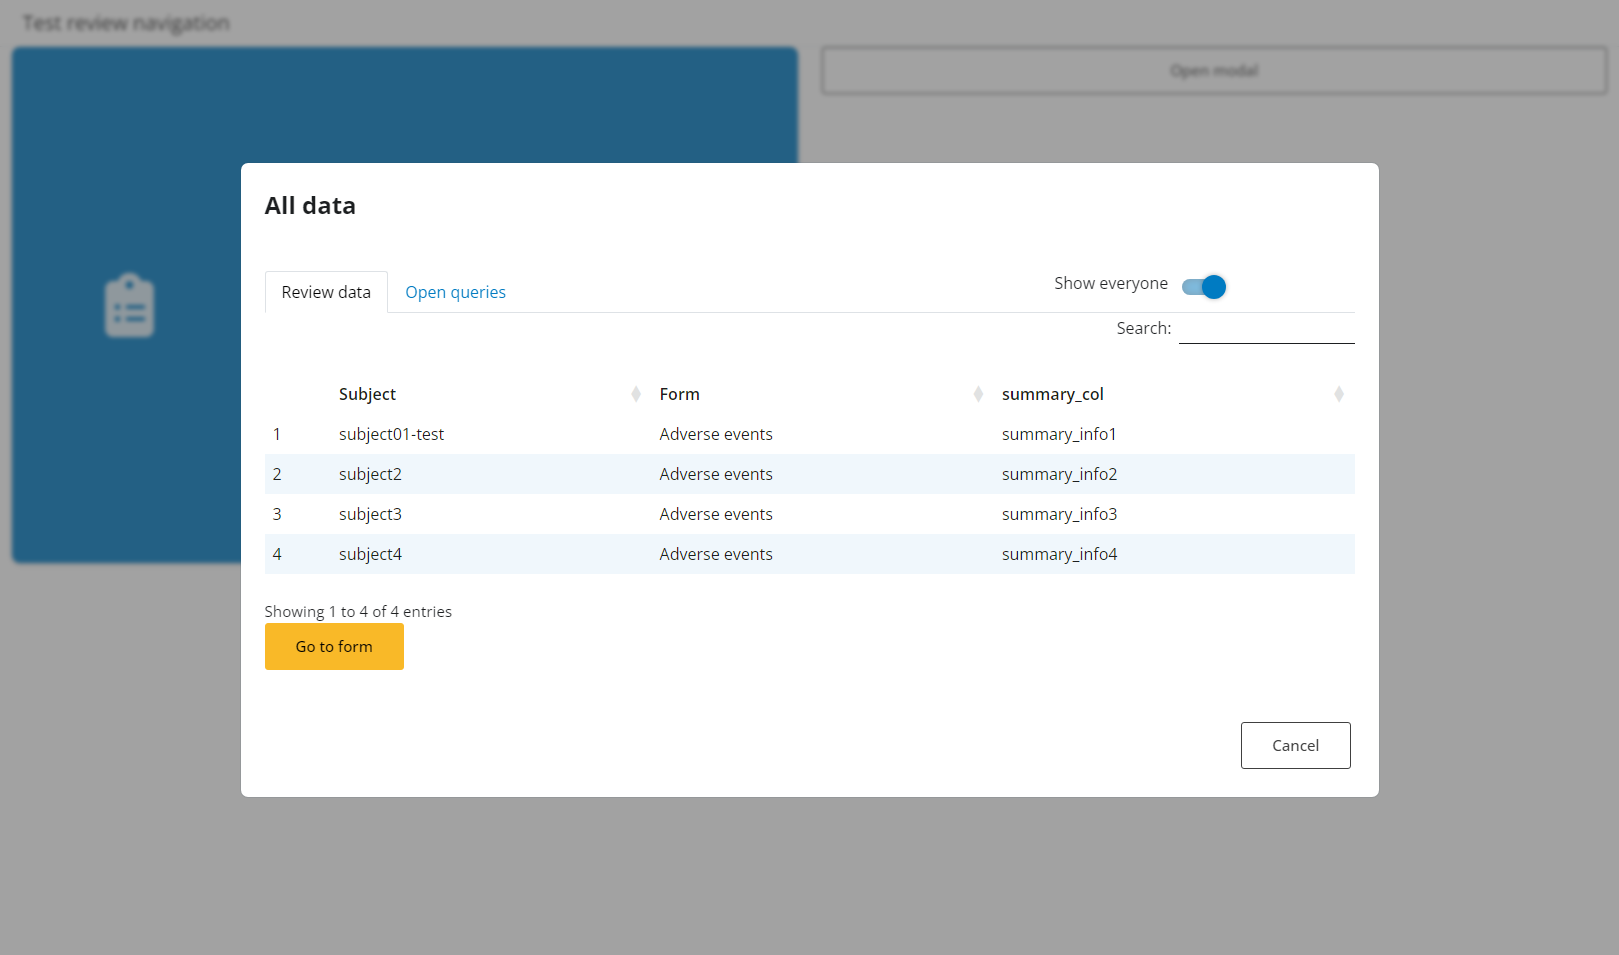 Test review navigation
Open modal
All data
Review data
Open queries
Show everyone
Search:
Subject Form summary_col
1 subject01-test Adverse events summary_info1
2 subject2 Adverse events summary_info2
3 subject3 Adverse events summary_info3
4 subject4 Adverse events summary_info4
Showing 1 to 4 of 4 entries
Go to form
Cancel